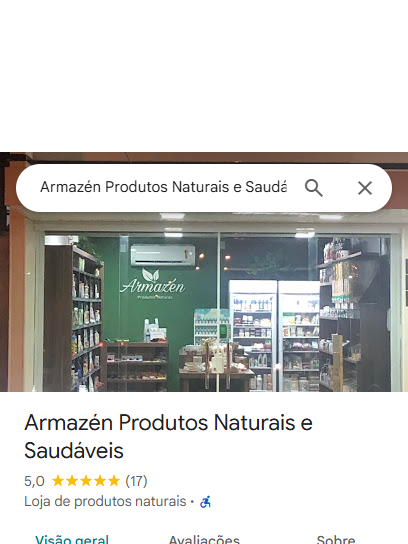 Armazén Produtos Naturais e Saudá
Armazén
Produtos Naturais
Armazén Produtos Naturais e
Saudáveis
5,0 (17)
Loja de produtos naturais ·
Visão geral Avaliações Sobre